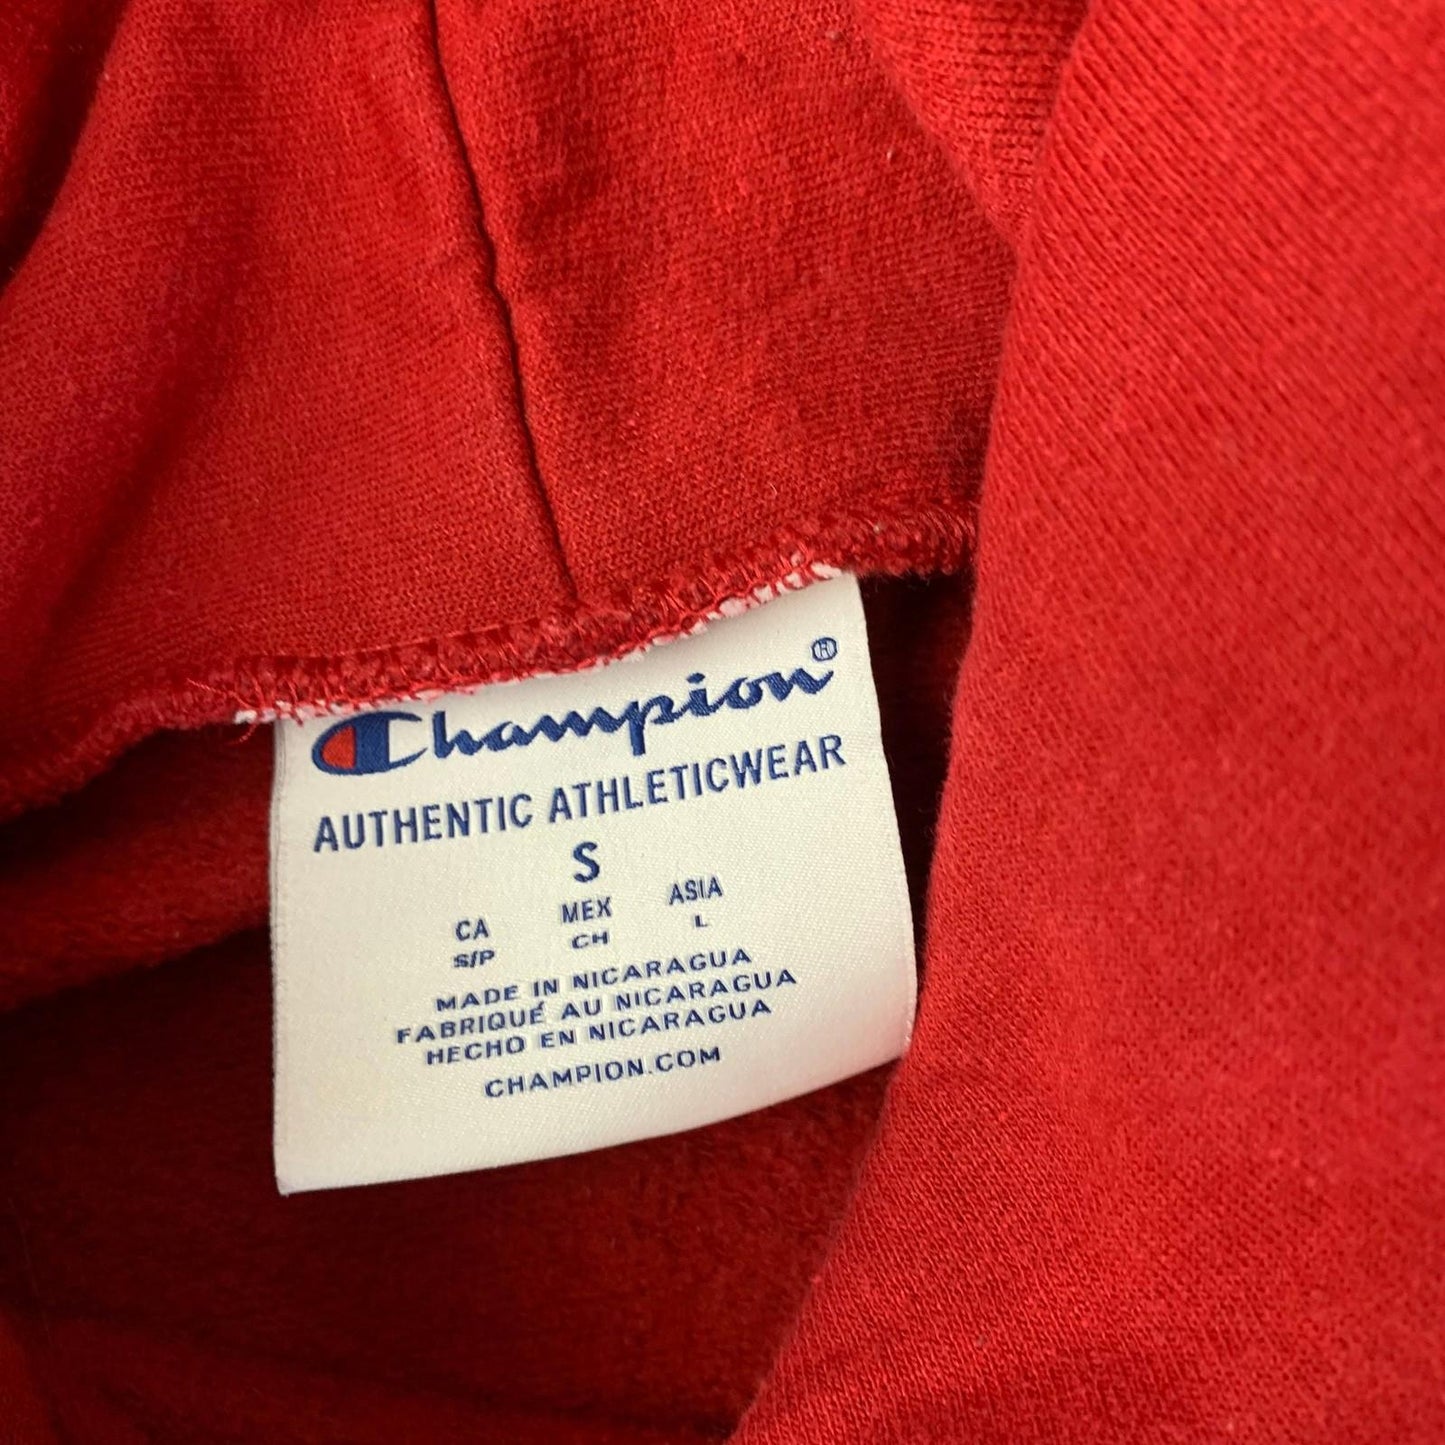 Champion®
AUTHENTIC ATHLETICWEAR
S
CA MEX ASIA
S/P CH L
MADE IN NICARAGUA
FABRIQUÉ AU NICARAGUA
HECHO EN NICARAGUA
CHAMPION.COM